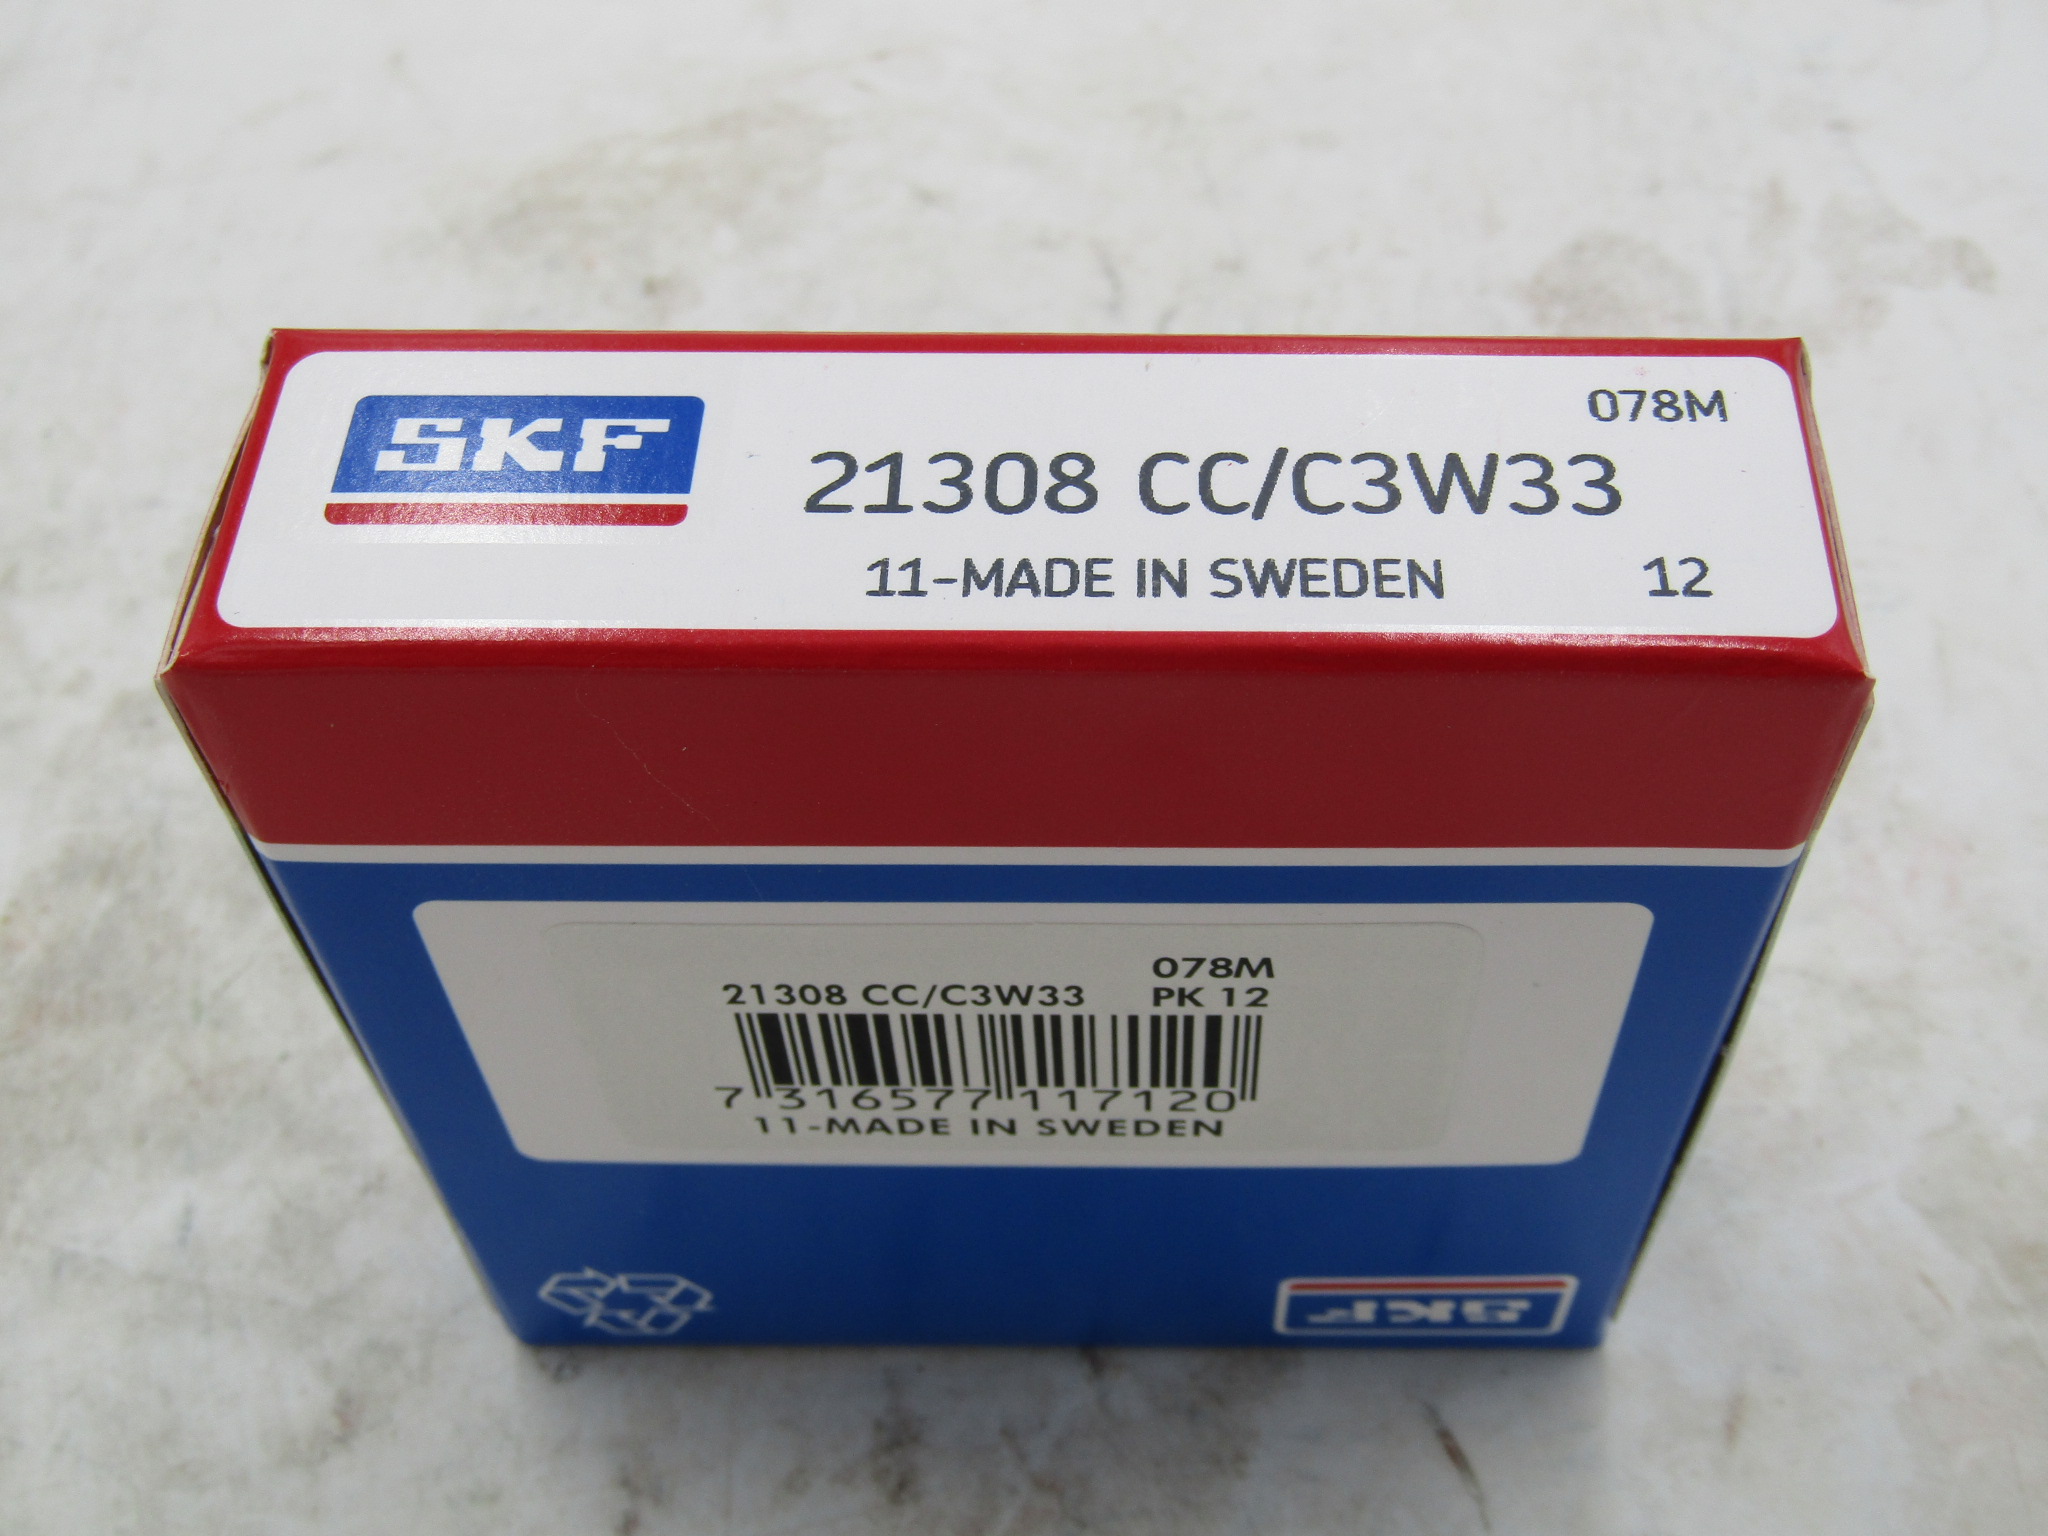 SKF
078M
21308 CC/C3W33
11-MADE IN SWEDEN 12
078M
21308 CC/C3W33 PK 12
7 316577 117120
11-MADE IN SWEDEN
SKF